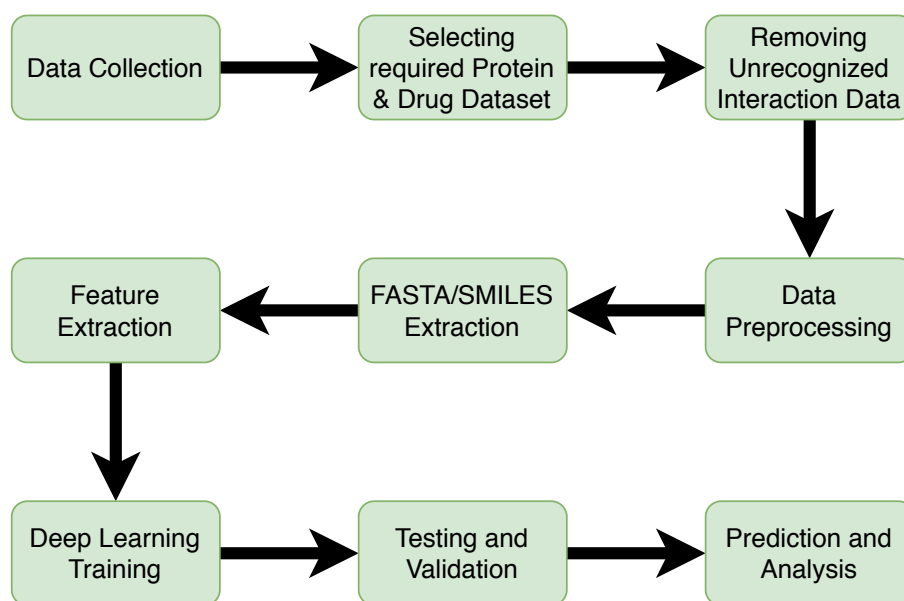 Data Collection
Selecting
required Protein
& Drug Dataset
Removing
Unrecognized
Interaction Data
Feature
Extraction
FASTA/SMILES
Extraction
Data
Preprocessing
Deep Learning
Training
Testing and
Validation
Prediction and
Analysis